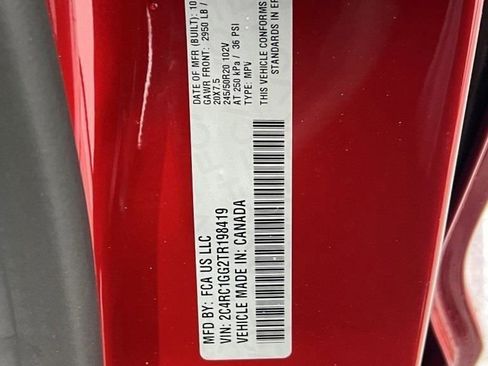 DATE OF MFR (BUILT): 10
GAWR FRONT: 2950 LB /
20X7.5
245/50R20 102V
AT 250 kPa / 36 PSI
TYPE: MPV
THIS VEHICLE CONFORMS
STANDARDS IN EF
MFD BY: FCA US LLC
VIN: 2C4RC1GG2TR198419
VEHICLE MADE IN: CANADA